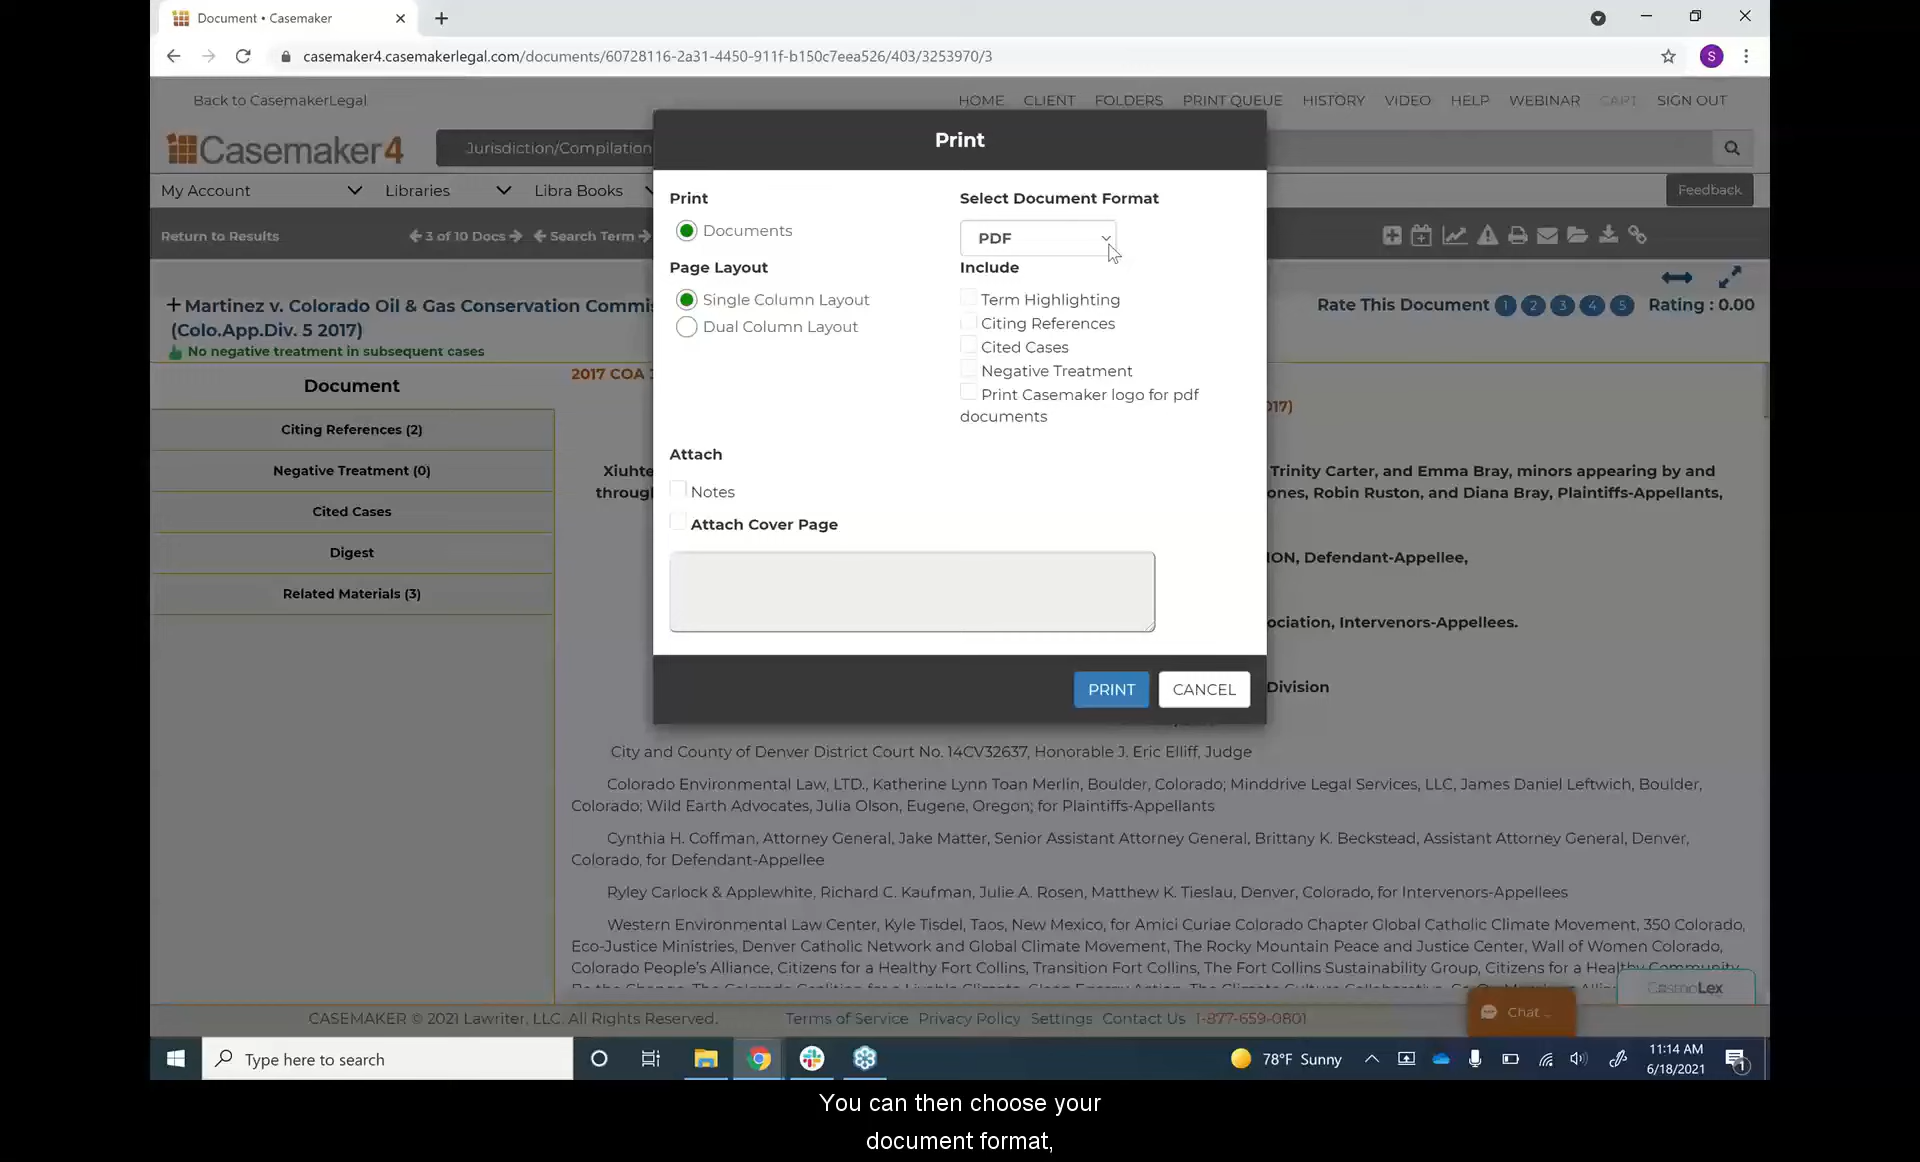 Document • Casemaker
casemaker4.casemakerlegal.com/documents/60728116-2a31-4450-911f-b150c7eea526/403/3253970/3
S
Back to CasemakerLegal
HOME CLIENT FOLDERS PRINT QUEUE HISTORY VIDEO HELP WEBINAR SIGN OUT
Casemaker4
Jurisdiction/Compilation
My Account Libraries Libra Books
Feedback
Return to Results 3 of 10 Docs Search Term
Martinez v. Colorado Oil & Gas Conservation
(Colo.App.Div. 5 2017)
No negative treatment in subsequent cases
Rate This Document 1 2 3 4 5 Rating : 0.00
Document
Citing References (2)
Negative Treatment (0)
Cited Cases
Digest
Related Materials (3)
Print
Print
Documents
Page Layout
Single Column Layout
Dual Column Layout
Select Document Format
PDF
Include
Term Highlighting
Citing References
Cited Cases
Negative Treatment
Print Casemaker logo for pdf
documents
Attach
Notes
Attach Cover Page
PRINT CANCEL
2017 COA
017)
Trinity Carter, and Emma Bray, minors appearing by and
Robin Ruston, and Diana Bray, Plaintiffs-Appellants,
Defendant-Appellee,
Intervenors-Appellees.
Division
City and County of Denver District Court No. 14CV32637, Honorable J. Eric Elliff, Judge
Colorado Environmental Law, LTD., Katherine Lynn Toan Merlin, Boulder, Colorado; Minddrive Legal Services, LLC, James Daniel Leftwich, Boulder,
Colorado; Wild Earth Advocates, Julia Olson, Eugene, Oregon; for Plaintiffs-Appellants
Cynthia H. Coffman, Attorney General, Jake Matter, Senior Assistant Attorney General, Brittany K. Beckstead, Assistant Attorney General, Denver,
Colorado, for Defendant-Appellee
Ryley Carlock & Applewhite, Richard C. Kaufman, Julie A. Rosen, Matthew K. Tieslau, Denver, Colorado, for Intervenors-Appellees
Western Environmental Law Center, Kyle Tisdel, Taos, New Mexico, for Amici Curiae Colorado Chapter Global Catholic Climate Movement, 350 Colorado,
Eco-Justice Ministries, Denver Catholic Network and Global Climate Movement, The Rocky Mountain Peace and Justice Center, Wall of Women Colorado,
Colorado People's Alliance, Citizens for a Healthy Fort Collins, Transition Fort Collins, The Fort Collins Sustainability Group, Citizens for a Healthy Community,
CosmoLex
Chat
CASEMAKER © 2021 Lawriter, LLC. All Rights Reserved. Terms of Service Privacy Policy Settings Contact Us 1-877-659-0801
Type here to search
78°F Sunny
11:14 AM
6/18/2021
1
You can then choose your
document format,